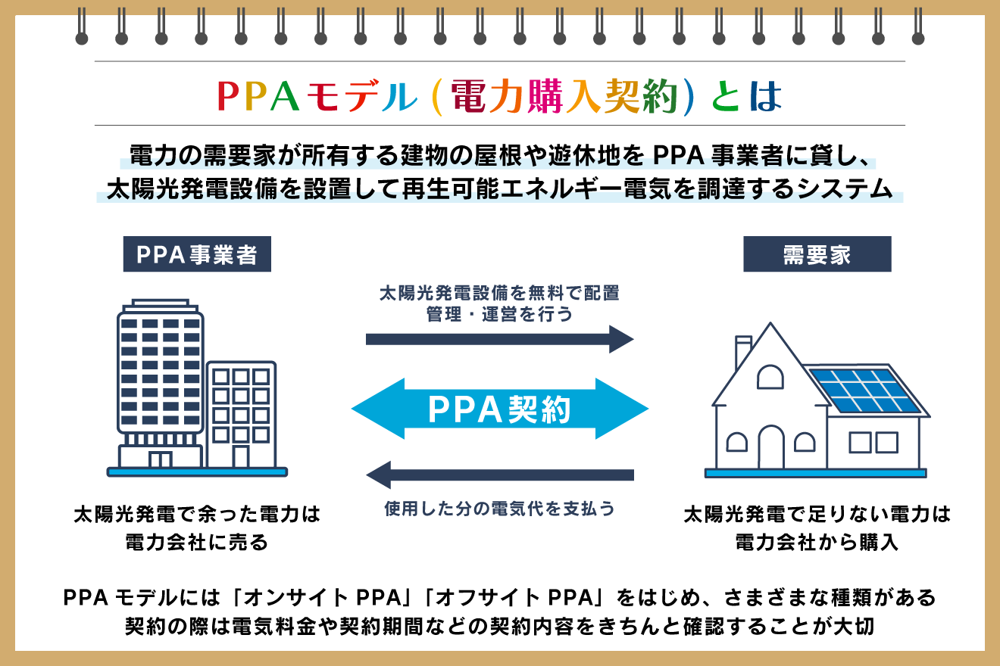 PPAモデル(電力購入契約)とは
電力の需要家が所有する建物の屋根や遊休地をPPA事業者に貸し、
太陽光発電設備を設置して再生可能エネルギー電気を調達するシステム
PPA事業者
需要家
太陽光発電設備を無料で配置
管理・運営を行う
PPA契約
使用した分の電気代を支払う
太陽光発電で余った電力は
電力会社に売る
太陽光発電で足りない電力は
電力会社から購入
PPAモデルには「オンサイトPPA」「オフサイトPPA」をはじめ、さまざまな種類がある
契約の際は電気料金や契約期間などの契約内容をきちんと確認することが大切